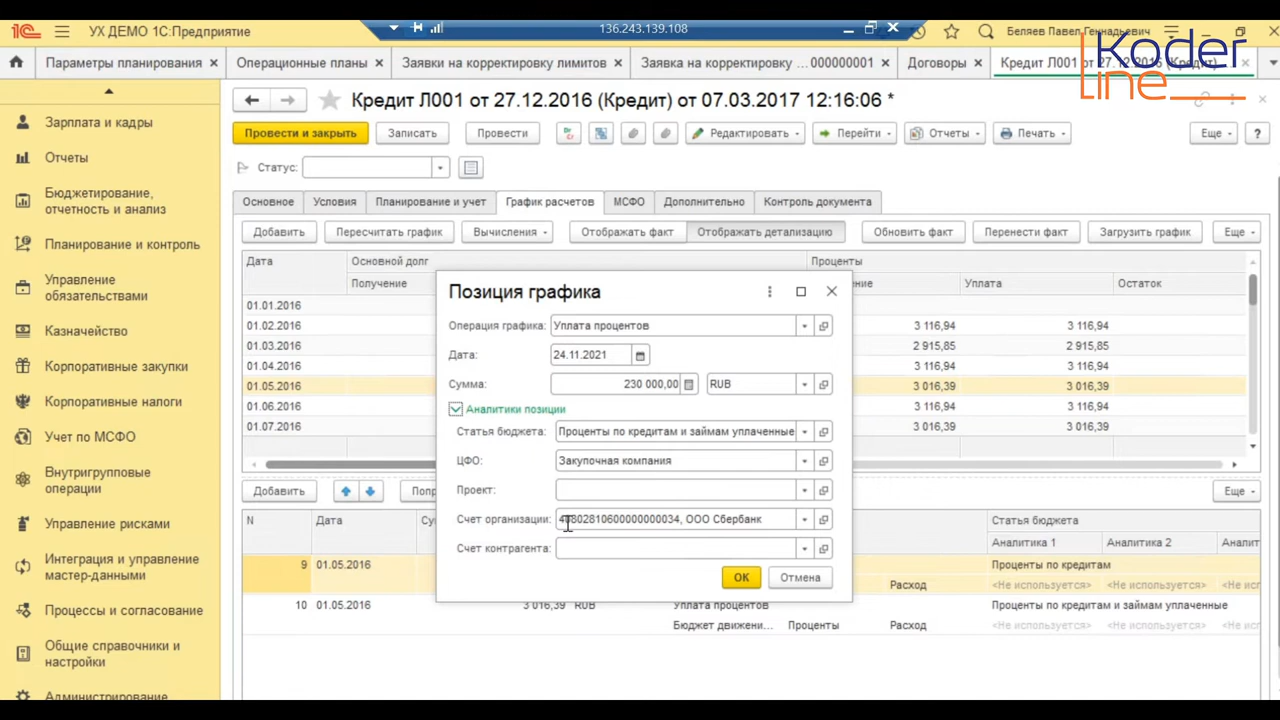 136.243.139.108
УХ ДЕМО 1С:Предприятие
Беляев Павел Геннадьевич
Koder
line
Параметры планирования
Операционные планы
Заявки на корректировку лимитов
Заявка на корректировку ...000000001
Договоры
Кредит Л001 от 27.12.2016 (Кредит)
Зарплата и кадры
Отчеты
Бюджетирование, отчетность и анализ
Планирование и контроль
Управление обязательствами
Казначейство
Корпоративные закупки
Корпоративные налоги
Учет по МСФО
Внутригрупповые операции
Управление рисками
Интеграция и управление мастер-данными
Процессы и согласование
Общие справочники и настройки
Администрирование
Кредит Л001 от 27.12.2016 (Кредит) от 07.03.2017 12:16:06 *
Провести и закрыть Записать Провести Редактировать Перейти Отчеты Печать Еще ?
Статус:
Основное Условия Планирование и учет График расчетов МСФО Дополнительно Контроль документа
Добавить Пересчитать график Вычисления Отображать факт Отображать детализацию Обновить факт Перенести факт Загрузить график Еще
Дата Основной долг Проценты
Получение Уплата Остаток
01.01.2016
01.02.2016 3 116,94 3 116,94
01.03.2016 2 915,85 2 915,85
01.04.2016 3 116,94 3 116,94
01.05.2016 3 016,39 3 016,39
01.06.2016 3 116,94 3 116,94
01.07.2016 3 016,39 3 016,39
Позиция графика
Операция графика: Уплата процентов
Дата: 24.11.2021
Сумма: 230 000,00 RUB
Аналитики позиции
Статья бюджета: Проценты по кредитам и займам уплаченные
ЦФО: Закупочная компания
Проект:
Счет организации: 40802810600000000034, ООО Сбербанк
Счет контрагента:
ОК Отмена
Добавить Еще
N Дата Статья бюджета
Аналитика 1 Аналитика 2
9 01.05.2016 Проценты по кредитам
Расход <Не используется> <Не используется>
10 01.05.2016 3 016,39 RUB Уплата процентов Проценты по кредитам и займам уплаченные
Бюджет движени... Проценты Расход <Не используется> <Не используется>